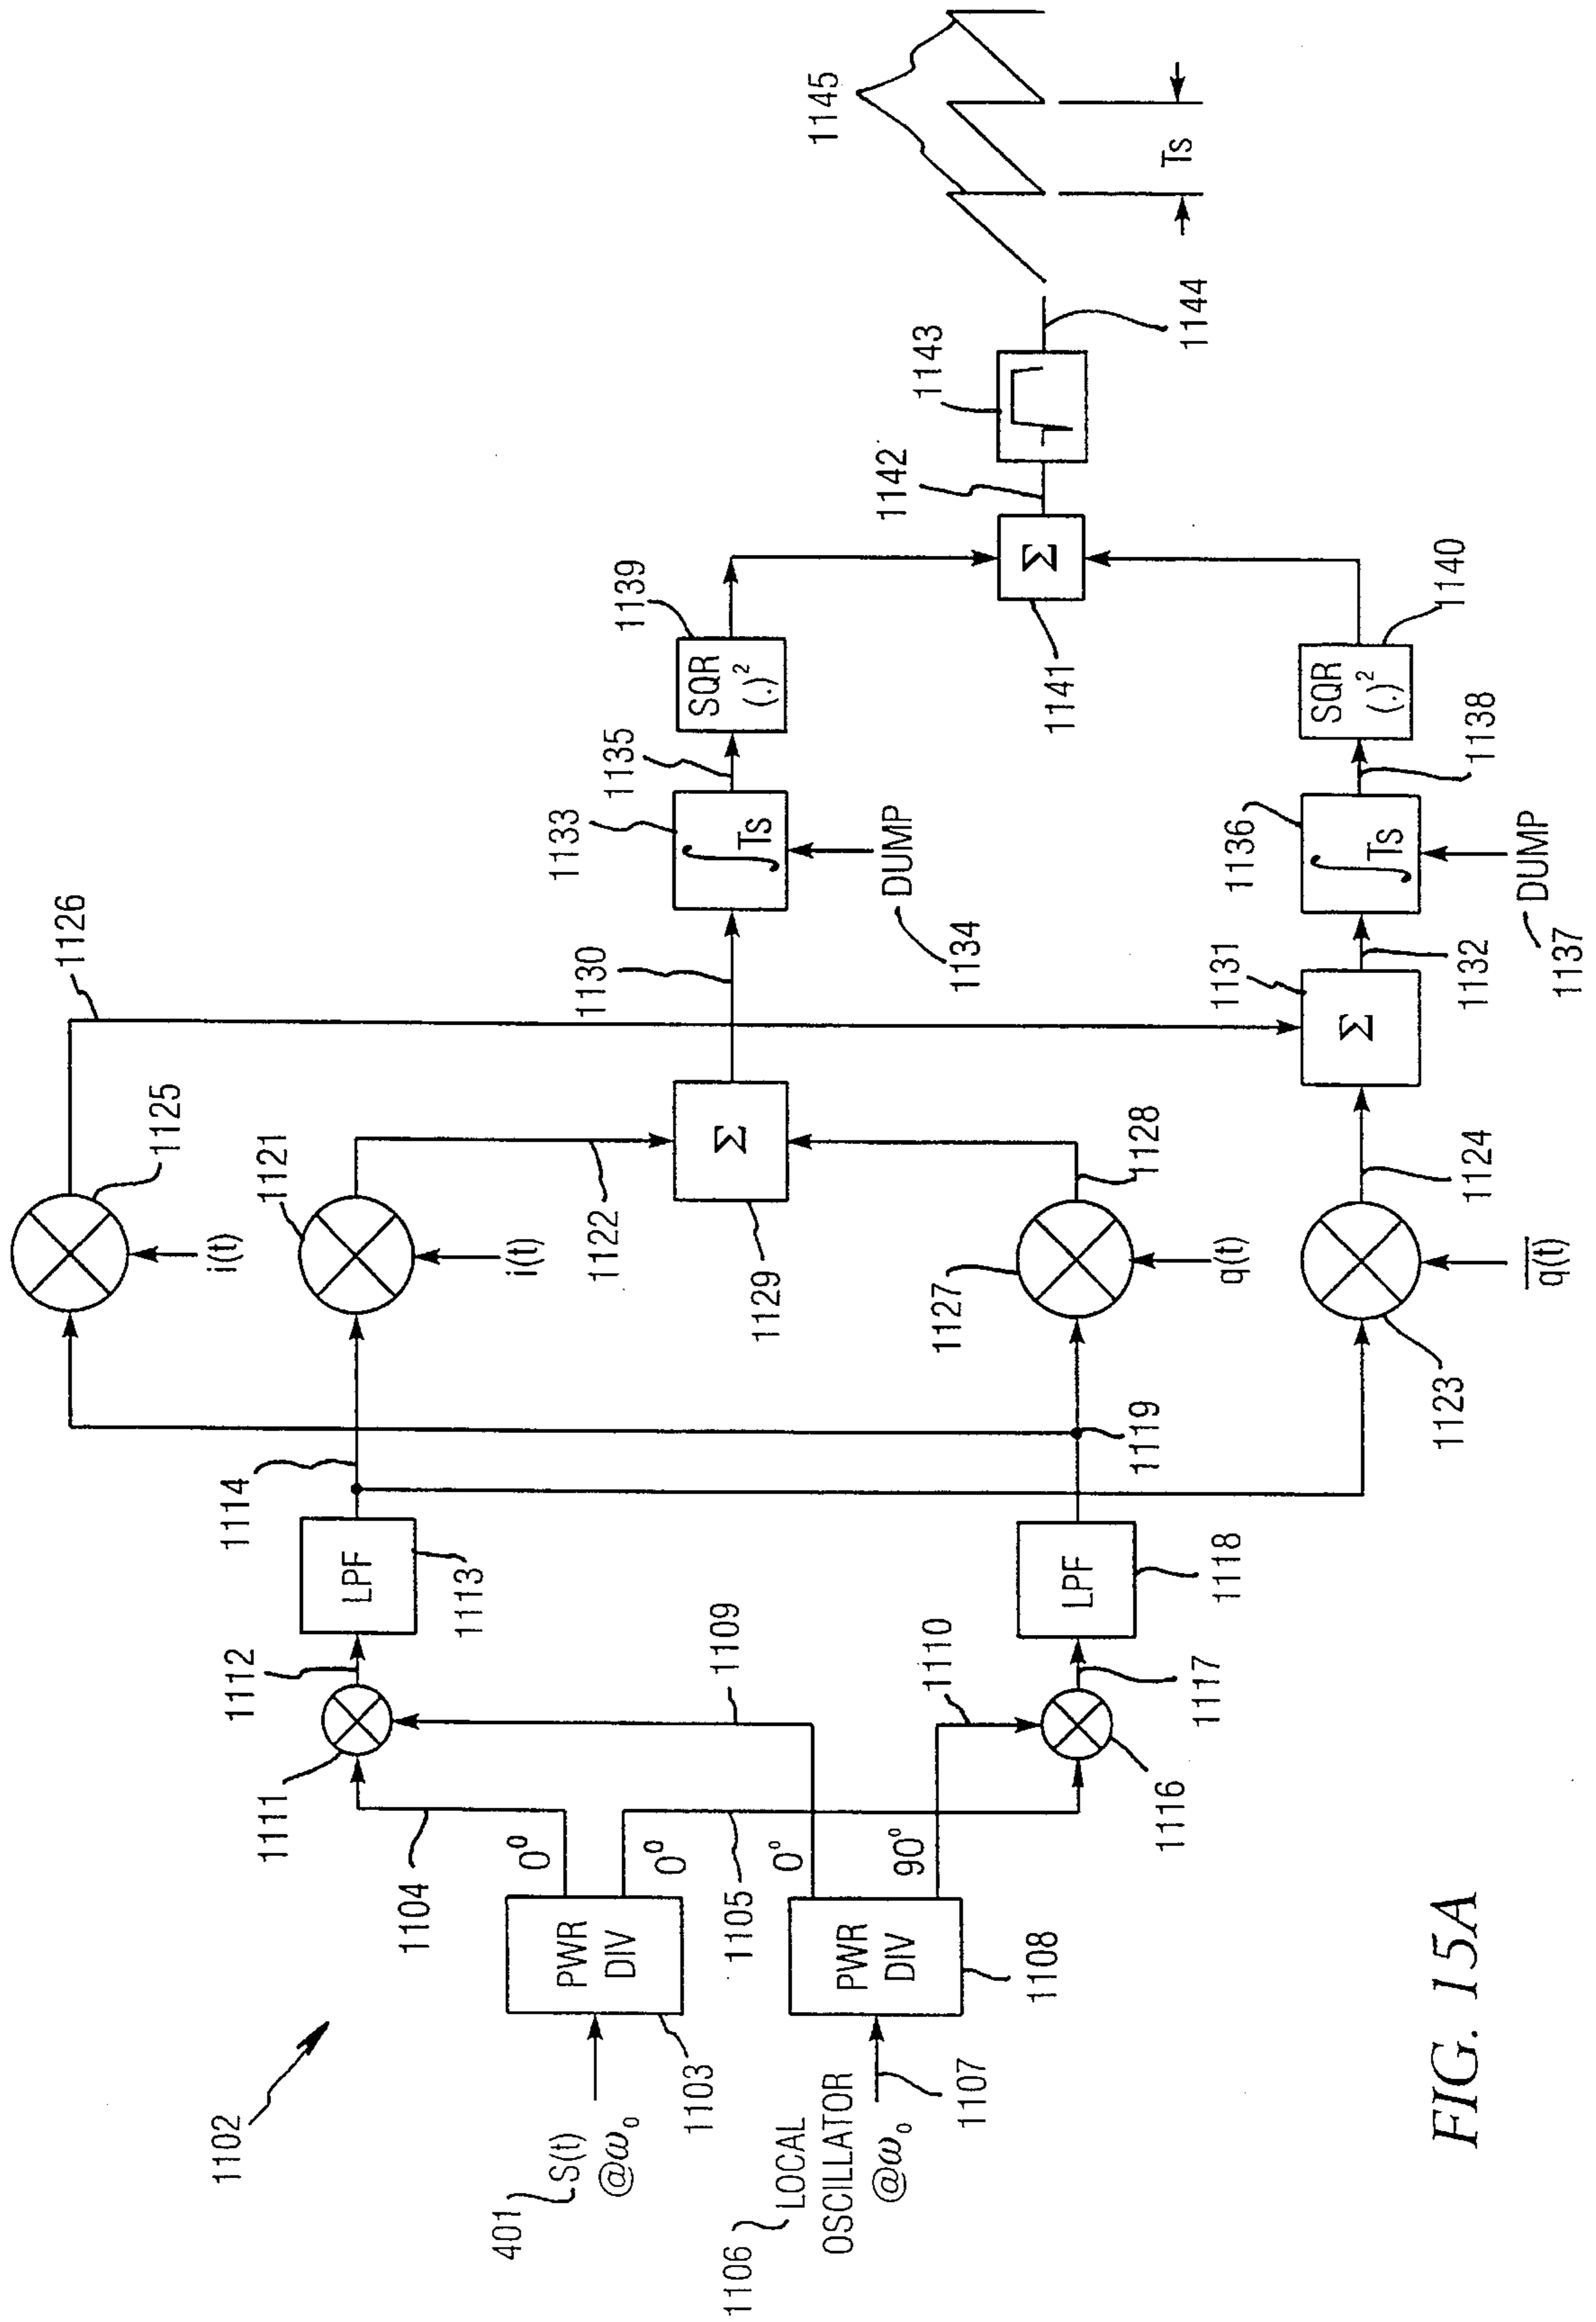 1102
401
S(t)
@ω₀
1103
PWR
DIV
0⁰
0⁰
1104
1105
1106
LOCAL
OSCILLATOR
@ω₀
1107
PWR
DIV
1108
0°
90°
1109
1110
1111
1112
LPF
1113
1114
1116
1117
LPF
1118
1119
i(t)
1125
1126
i(t)
1121
1122
q(t)
1127
1128
q(t)
1123
1124
Σ
1129
1130
Σ
1131
1132
∫Ts
1133
DUMP
1134
1135
∫Ts
1136
DUMP
1137
1138
SQR
(.)²
1139
SQR
(.)²
1140
Σ
1141
1142
1143
1144
1145
Ts
FIG. 15A